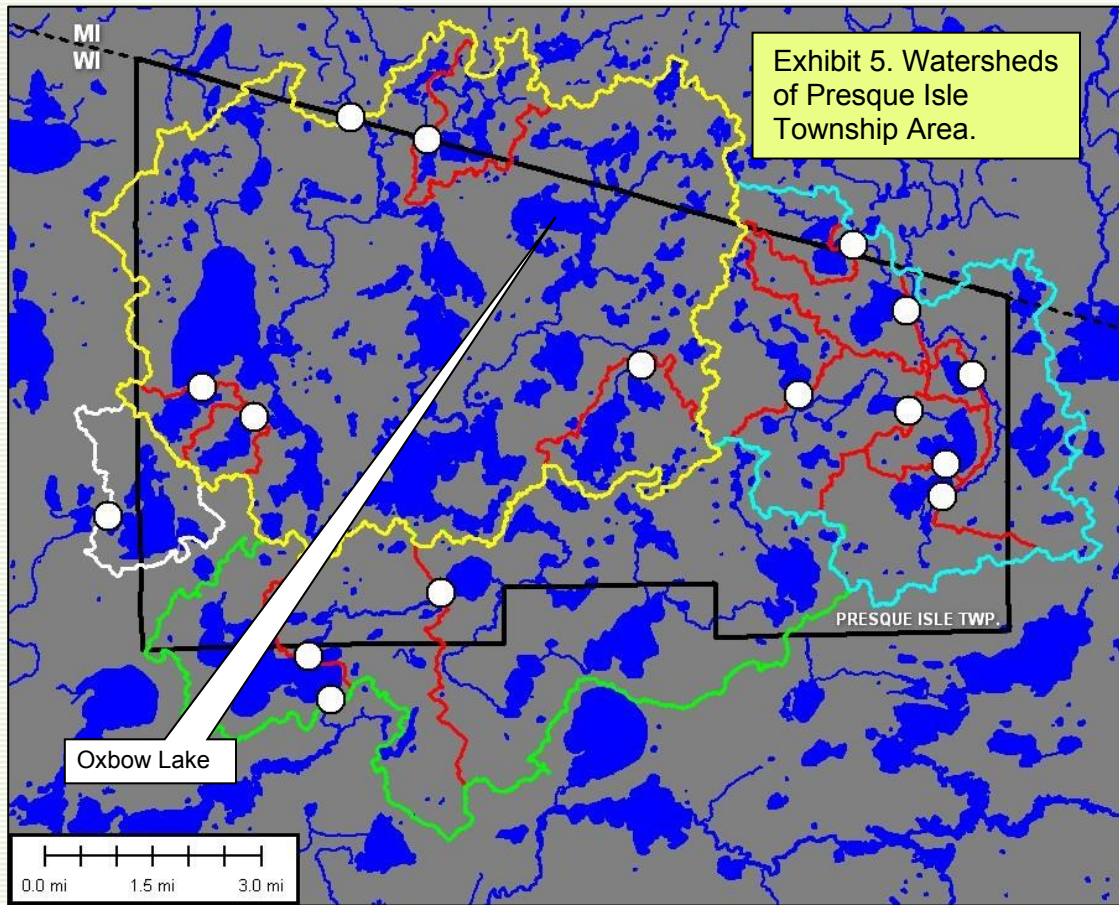 MI
WI
Exhibit 5. Watersheds
of Presque Isle
Township Area.
PRESQUE ISLE TWP.
Oxbow Lake
0.0 mi 1.5 mi 3.0 mi